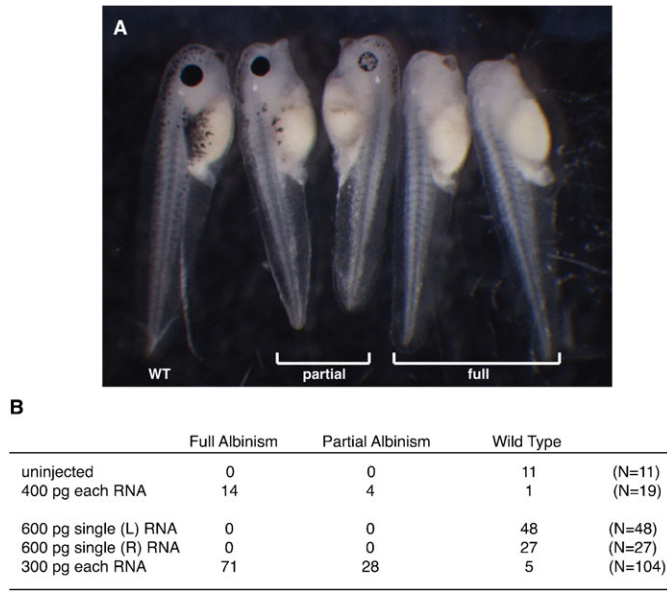 A
WT partial full
B
Full Albinism Partial Albinism Wild Type
uninjected 0 0 11 (N=11)
400 pg each RNA 14 4 1 (N=19)
600 pg single (L) RNA 0 0 48 (N=48)
600 pg single (R) RNA 0 0 27 (N=27)
300 pg each RNA 71 28 5 (N=104)